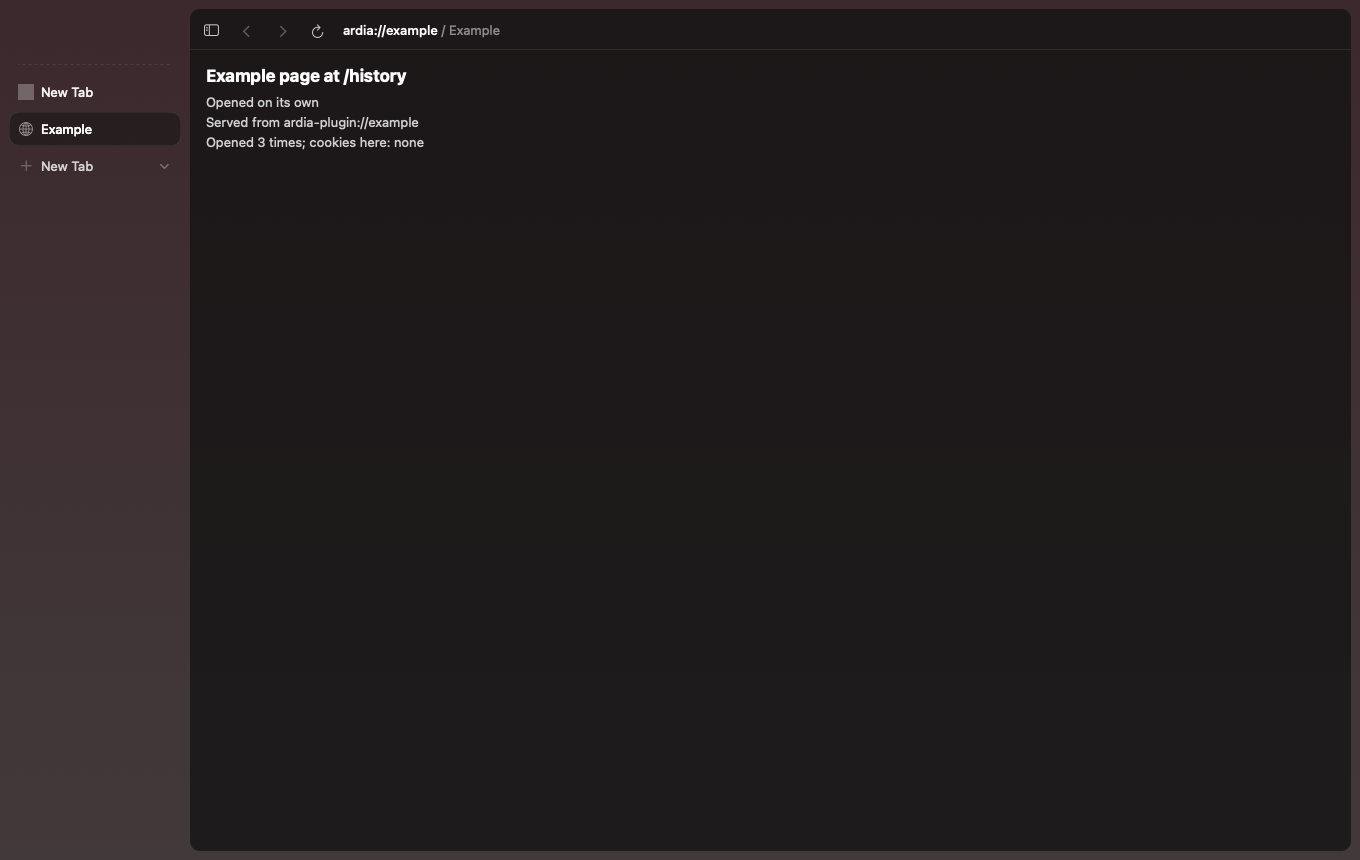 ardia://example / Example
New Tab
Example
New Tab
Example page at /history
Opened on its own
Served from ardia-plugin://example
Opened 3 times; cookies here: none